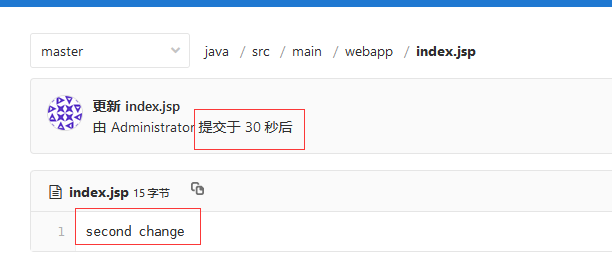 master java / src / main / webapp / index.jsp
更新 index.jsp
由 Administrator 提交于 30 秒后
index.jsp 15 字节
1 second change